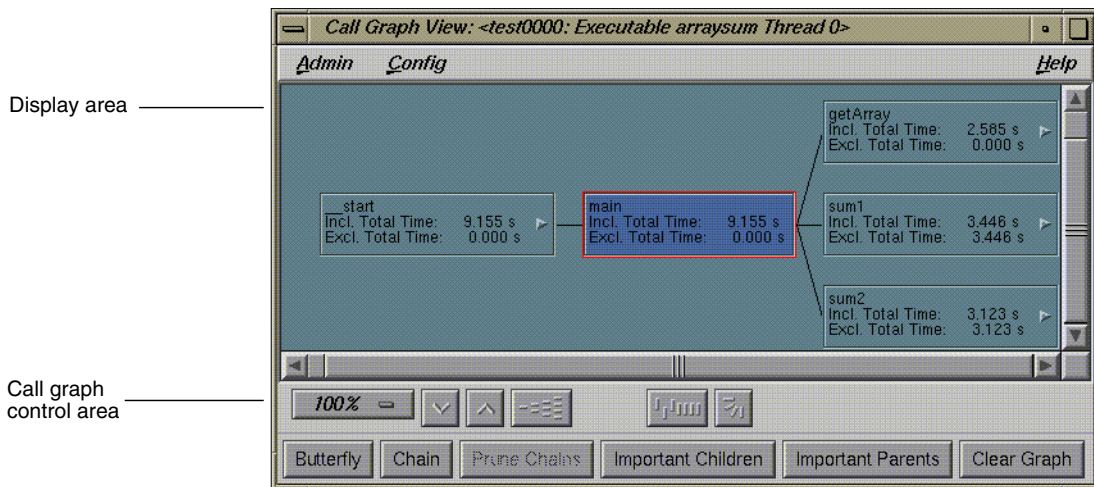 Call Graph View: <test0000: Executable arraysum Thread 0>
Admin Config Help
Display area
getArray
Incl. Total Time: 2.585 s
Excl. Total Time: 0.000 s
__start
Incl. Total Time: 9.155 s
Excl. Total Time: 0.000 s
main
Incl. Total Time: 9.155 s
Excl. Total Time: 0.000 s
sum1
Incl. Total Time: 3.446 s
Excl. Total Time: 3.446 s
sum2
Incl. Total Time: 3.123 s
Excl. Total Time: 3.123 s
Call graph
control area
100%
Butterfly Chain Prune Chains Important Children Important Parents Clear Graph